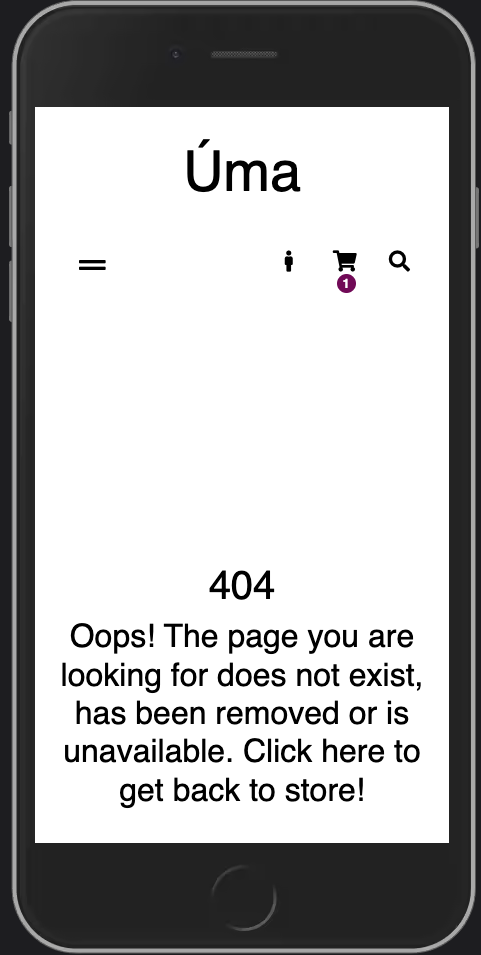 Úma
1
404
Oops! The page you are
looking for does not exist,
has been removed or is
unavailable. Click here to
get back to store!